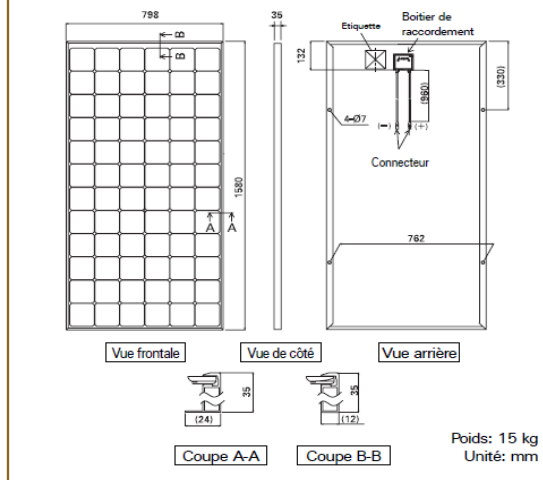 798
35
B
B
132
Etiquette
Boitier de
raccordement
(330)
(960)
4-Ø7
(-)
(+)
Connecteur
1580
A
A
762
Vue frontale
Vue de côté
Vue arrière
35
(24)
35
(12)
Coupe A-A
Coupe B-B
Poids: 15 kg
Unité: mm